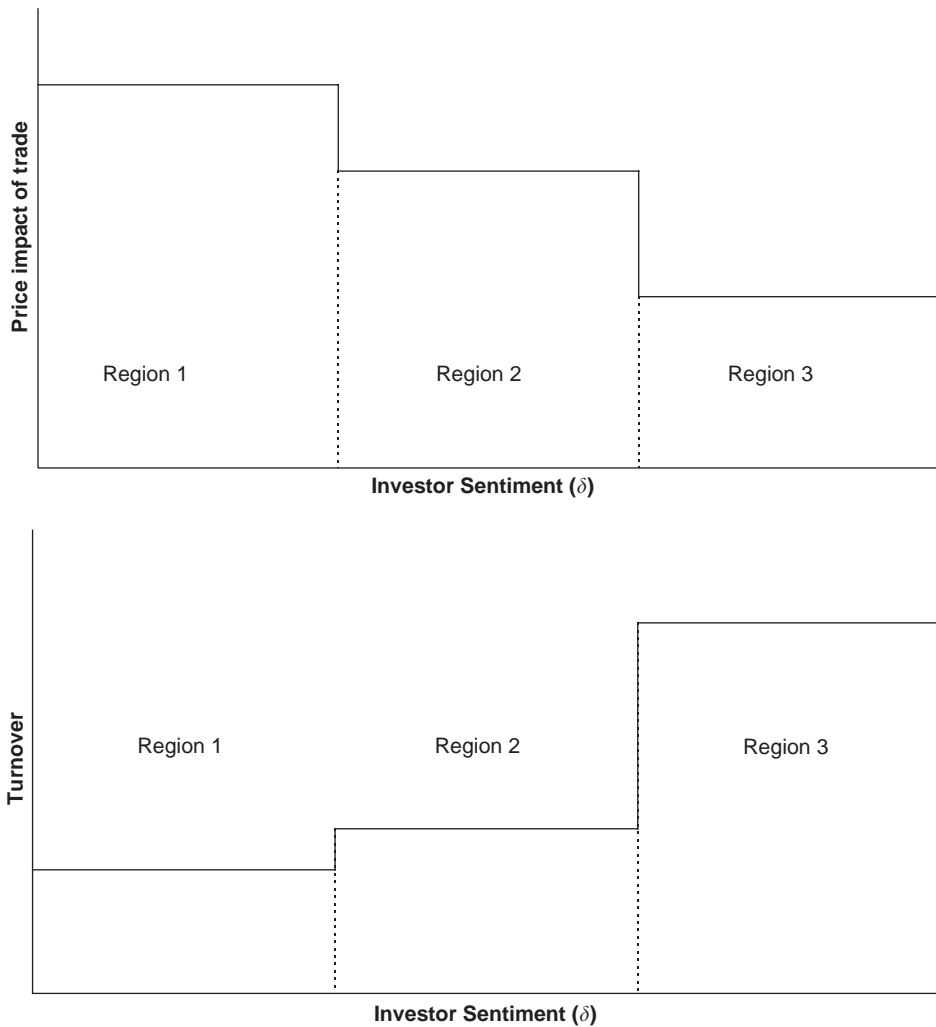 Price impact of trade
Region 1
Region 2
Region 3
Investor Sentiment (δ)
Turnover
Region 1
Region 2
Region 3
Investor Sentiment (δ)